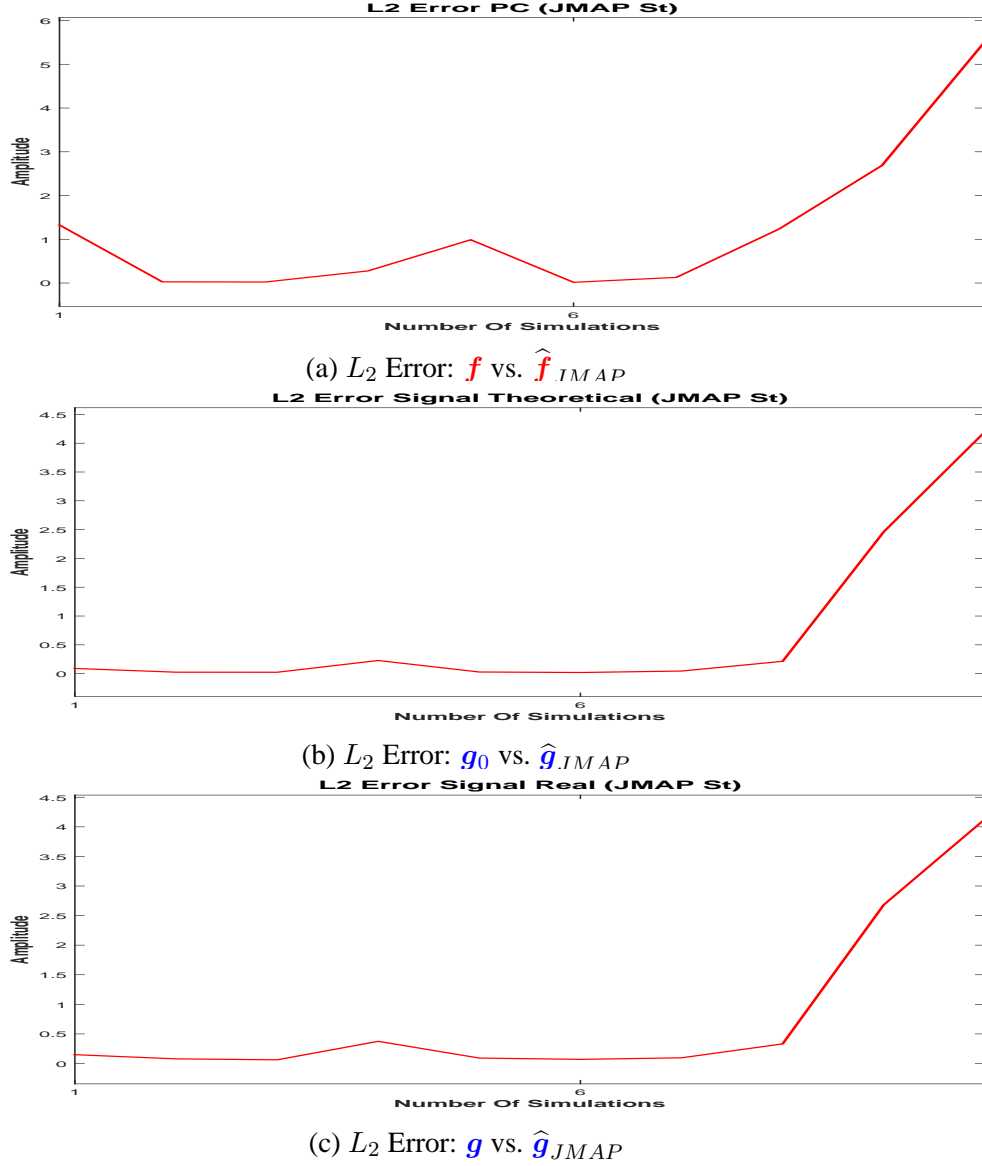 L2 Error PC (JMAP St)
6
5
4
3
2
1
0
Amplitude
1 6
Number Of Simulations
(a) L₂ Error: f vs. f̂_JMAP
L2 Error Signal Theoretical (JMAP St)
4.5
4
3.5
3
2.5
2
1.5
1
0.5
0
Amplitude
1 6
Number Of Simulations
(b) L₂ Error: g₀ vs. ĝ_JMAP
L2 Error Signal Real (JMAP St)
4.5
4
3.5
3
2.5
2
1.5
1
0.5
0
Amplitude
1 6
Number Of Simulations
(c) L₂ Error: g vs. ĝ_JMAP